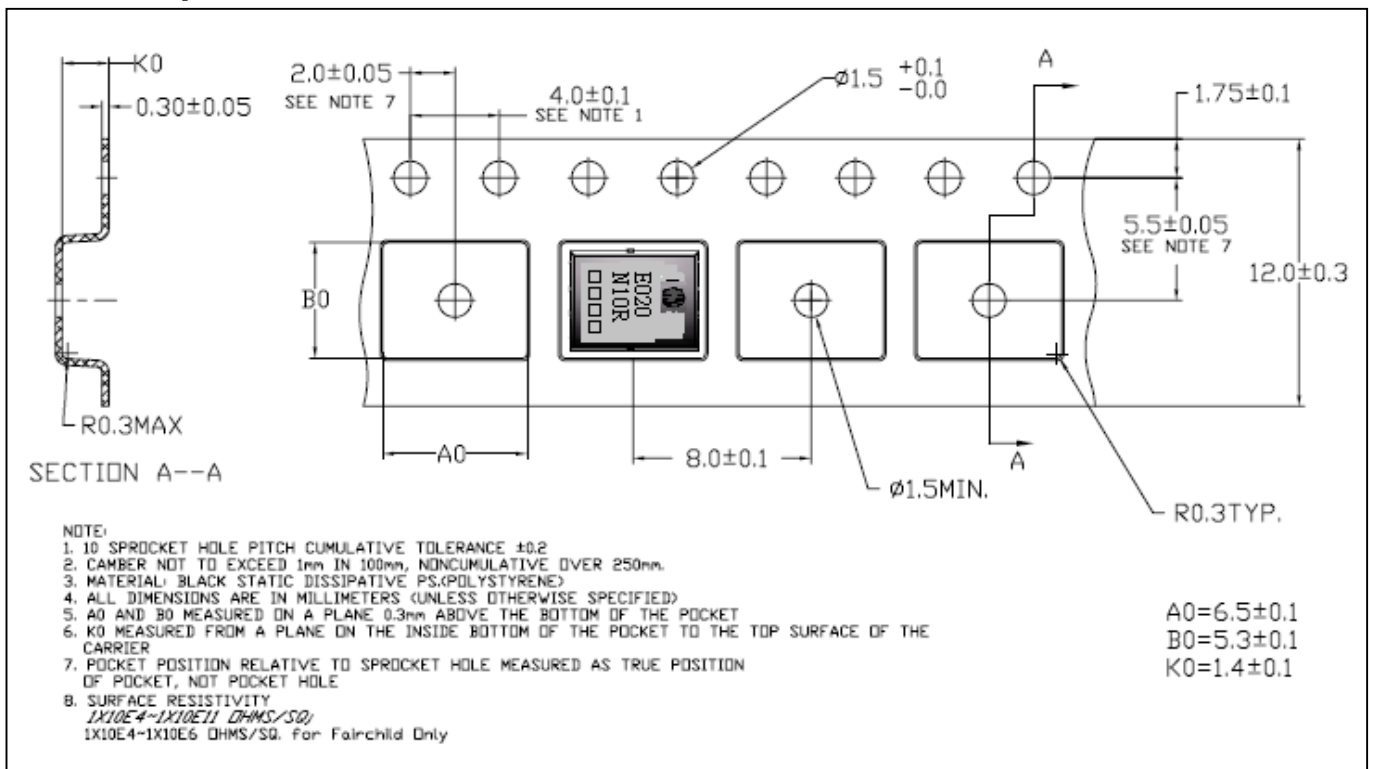 K0
0.30±0.05
2.0±0.05
SEE NOTE 7
4.0±0.1
SEE NOTE 1
ø1.5 +0.1 -0.0
A
1.75±0.1
5.5±0.05
SEE NOTE 7
12.0±0.3
B0
E020
N10R
R0.3MAX
A0
8.0±0.1
A
SECTION A--A
ø1.5MIN.
R0.3TYP.
NOTE:
1. 10 SPROCKET HOLE PITCH CUMULATIVE TOLERANCE ±0.2
2. CAMBER NOT TO EXCEED 1mm IN 100mm, NONCUMULATIVE OVER 250mm.
3. MATERIAL: BLACK STATIC DISSIPATIVE PS.(POLYSTYRENE)
4. ALL DIMENSIONS ARE IN MILLIMETERS (UNLESS OTHERWISE SPECIFIED)
5. A0 AND B0 MEASURED ON A PLANE 0.3mm ABOVE THE BOTTOM OF THE POCKET
6. K0 MEASURED FROM A PLANE ON THE INSIDE BOTTOM OF THE POCKET TO THE TOP SURFACE OF THE
CARRIER
7. POCKET POSITION RELATIVE TO SPROCKET HOLE MEASURED AS TRUE POSITION
OF POCKET, NOT POCKET HOLE
8. SURFACE RESISTIVITY
1X10E4~1X10E11 OHMS/SQ;
1X10E4~1X10E6 OHMS/SQ. for Fairchild Only
A0=6.5±0.1
B0=5.3±0.1
K0=1.4±0.1